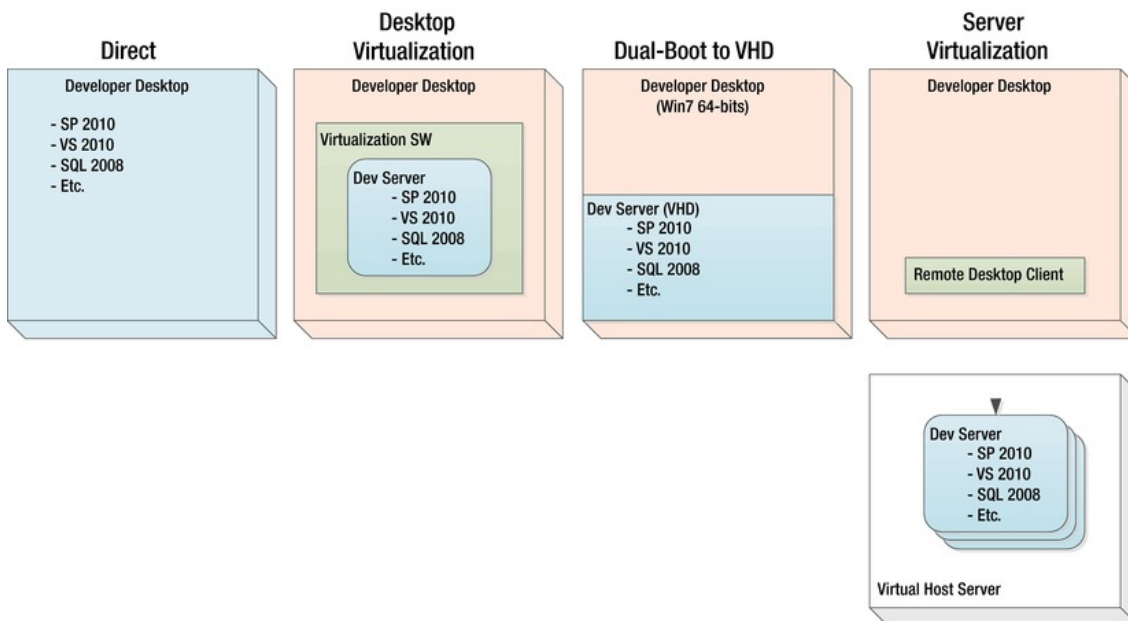 Direct
Developer Desktop
- SP 2010
- VS 2010
- SQL 2008
- Etc.
Desktop
Virtualization
Developer Desktop
Virtualization SW
Dev Server
- SP 2010
- VS 2010
- SQL 2008
- Etc.
Dual-Boot to VHD
Developer Desktop
(Win7 64-bits)
Dev Server (VHD)
- SP 2010
- VS 2010
- SQL 2008
- Etc.
Server
Virtualization
Developer Desktop
Remote Desktop Client
Dev Server
- SP 2010
- VS 2010
- SQL 2008
- Etc.
Virtual Host Server